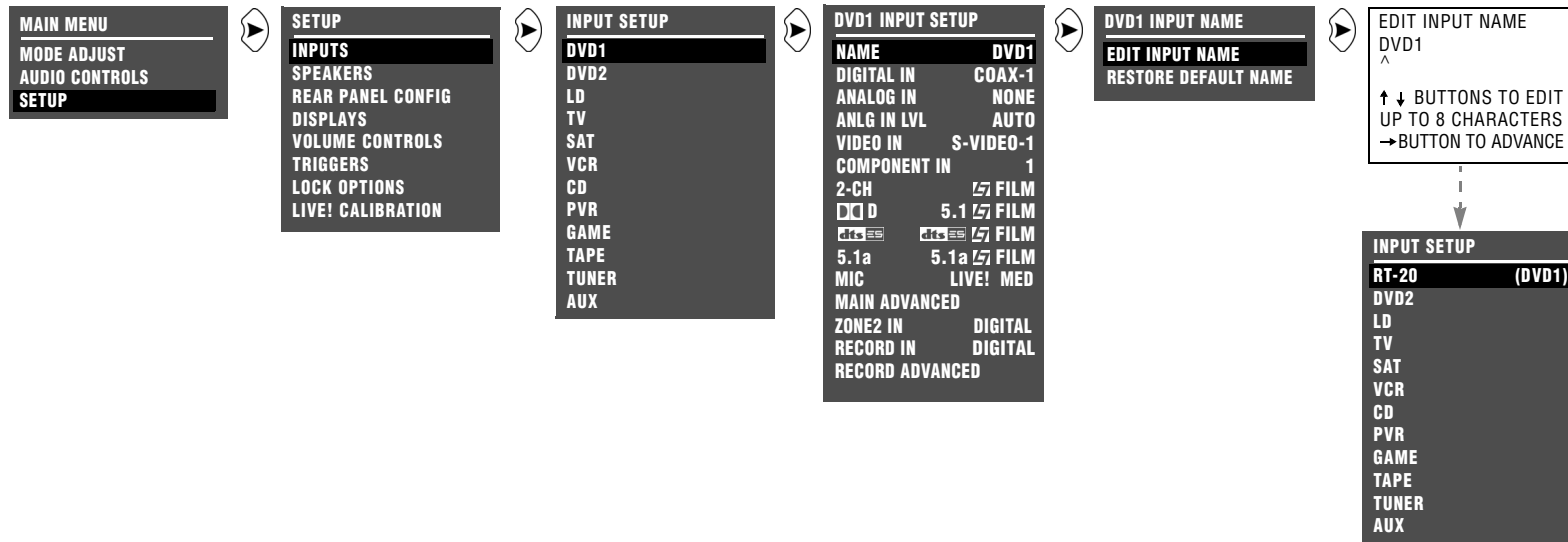 MAIN MENU
MODE ADJUST
AUDIO CONTROLS
SETUP
SETUP
INPUTS
SPEAKERS
REAR PANEL CONFIG
DISPLAYS
VOLUME CONTROLS
TRIGGERS
LOCK OPTIONS
LIVE! CALIBRATION
INPUT SETUP
DVD1
DVD2
LD
TV
SAT
VCR
CD
PVR
GAME
TAPE
TUNER
AUX
DVD1 INPUT SETUP
NAME DVD1
DIGITAL IN COAX-1
ANALOG IN NONE
ANLG IN LVL AUTO
VIDEO IN S-VIDEO-1
COMPONENT IN 1
2-CH FILM
D 5.1 FILM
dts ES dts ES FILM
5.1a 5.1a FILM
MIC LIVE! MED
MAIN ADVANCED
ZONE2 IN DIGITAL
RECORD IN DIGITAL
RECORD ADVANCED
DVD1 INPUT NAME
EDIT INPUT NAME
RESTORE DEFAULT NAME
EDIT INPUT NAME
DVD1
^
↑ ↓ BUTTONS TO EDIT
UP TO 8 CHARACTERS
→BUTTON TO ADVANCE
INPUT SETUP
RT-20 (DVD1)
DVD2
LD
TV
SAT
VCR
CD
PVR
GAME
TAPE
TUNER
AUX